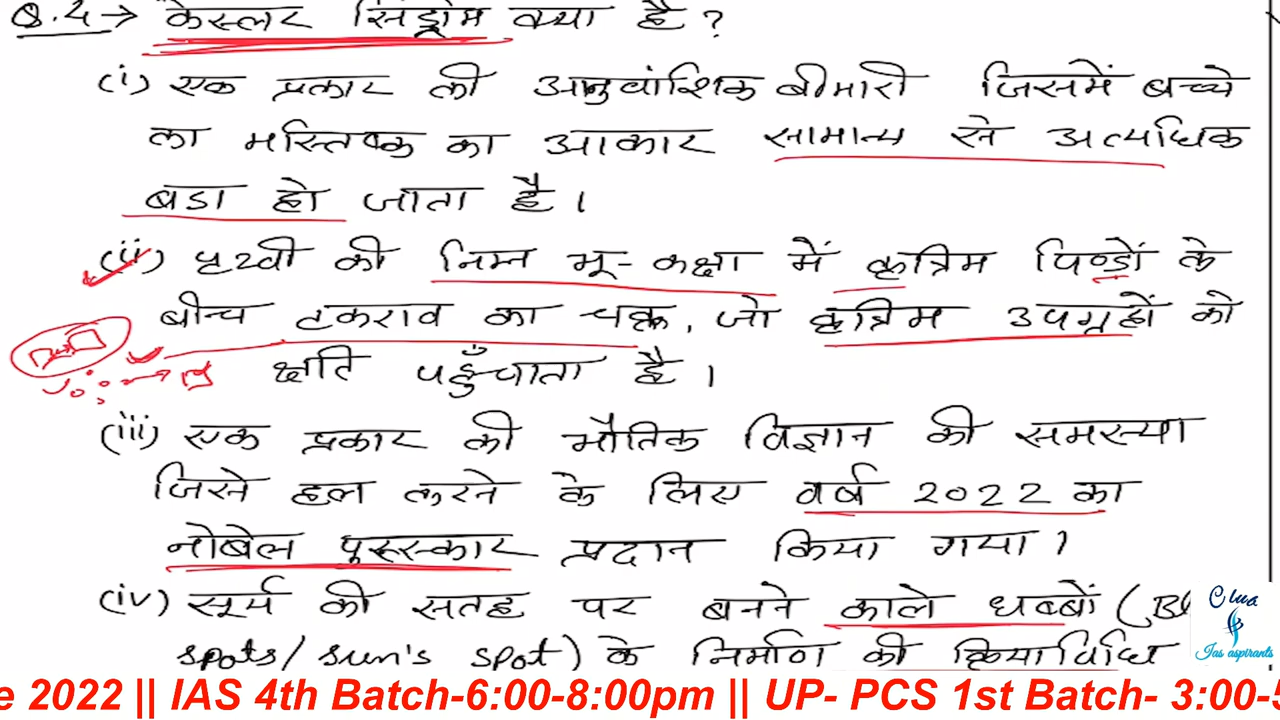 Q.4→ केस्लर सिंड्रोम क्या है ?
(i) एक प्रकार की आनुवांशिक बीमारी जिसमें बच्चे
का मस्तिष्क का आकार सामान्य से अत्यधिक
बडा हो जाता है।
(ii) पृथ्वी की निम्न भू- कक्षा में कृत्रिम पिण्डों के
बीच टकराव का चक्र, जो कृत्रिम उपग्रहों को
क्षति पहुँचाता है।
(iii) एक प्रकार की भौतिक विज्ञान की समस्या
जिसे हल करने के लिए वर्ष 2022 का
नोबेल पुरुस्कार प्रदान किया गया।
(iv) सूर्य की सतह पर बनने काले धब्बों
spots/ sun's spot) के निर्माण की क्रियाविधि
Clua
Ias aspirants
e 2022 || IAS 4th Batch-6:00-8:00pm || UP- PCS 1st Batch- 3:00-5